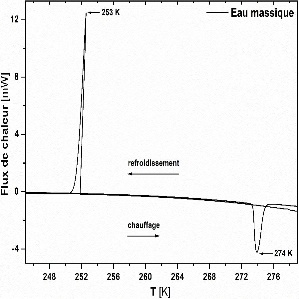 Eau massique
253 K
Flux de chaleur [mW]
12
8
4
0
-4
refroidissement
chauffage
274 K
248 252 256 260 264 268 272 276
T [K]